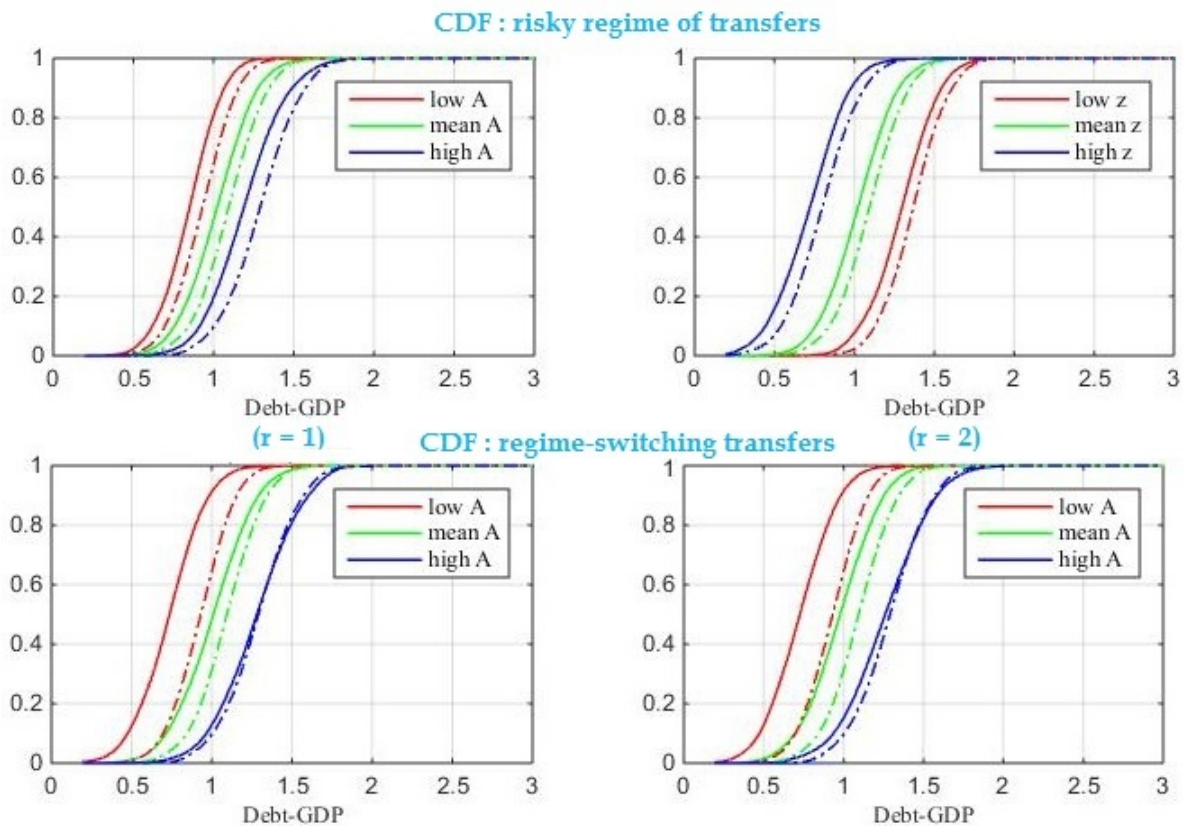 CDF : risky regime of transfers
1
0.8
0.6
0.4
0.2
0
low A
mean A
high A
0 0.5 1 1.5 2 2.5 3
Debt-GDP
1
0.8
0.6
0.4
0.2
0
low z
mean z
high z
0 0.5 1 1.5 2 2.5 3
Debt-GDP
(r = 1) CDF : regime-switching transfers (r = 2)
1
0.8
0.6
0.4
0.2
0
low A
mean A
high A
0 0.5 1 1.5 2 2.5 3
Debt-GDP
1
0.8
0.6
0.4
0.2
0
low A
mean A
high A
0 0.5 1 1.5 2 2.5 3
Debt-GDP